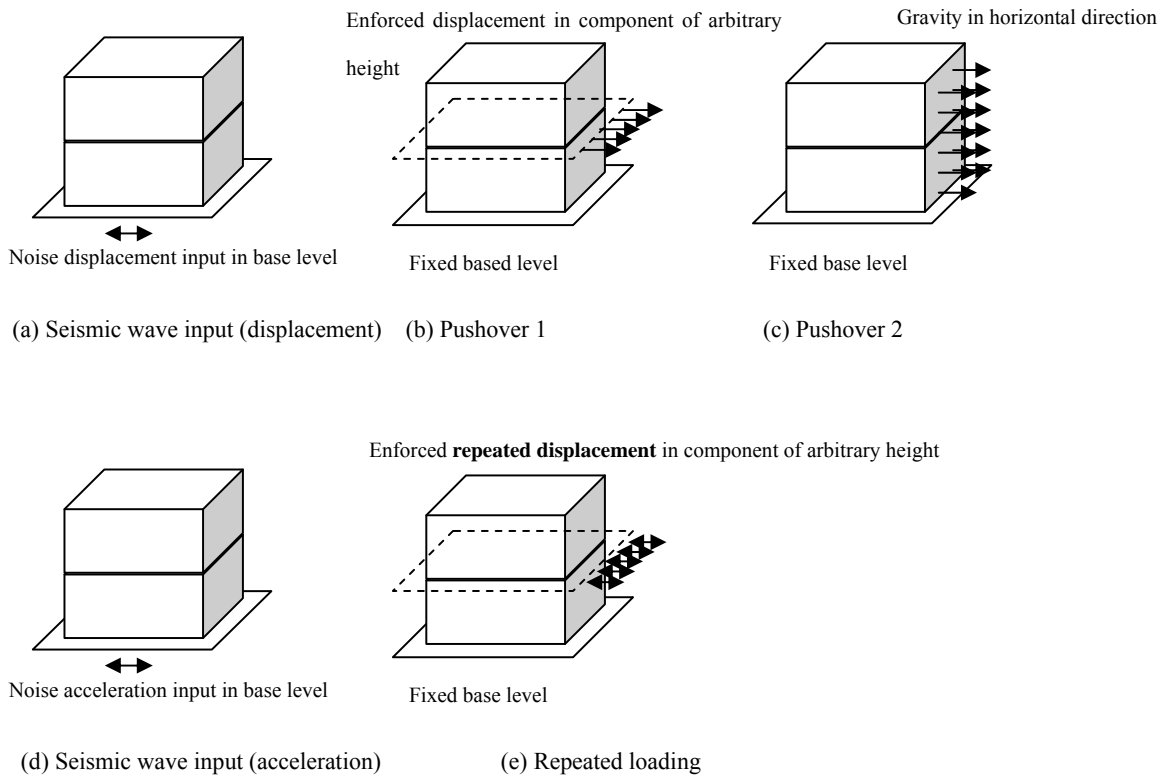 Enforced displacement in component of arbitrary
height
Gravity in horizontal direction
Noise displacement input in base level
Fixed based level
Fixed base level
(a) Seismic wave input (displacement)
(b) Pushover 1
(c) Pushover 2
Enforced repeated displacement in component of arbitrary height
Noise acceleration input in base level
Fixed base level
(d) Seismic wave input (acceleration)
(e) Repeated loading